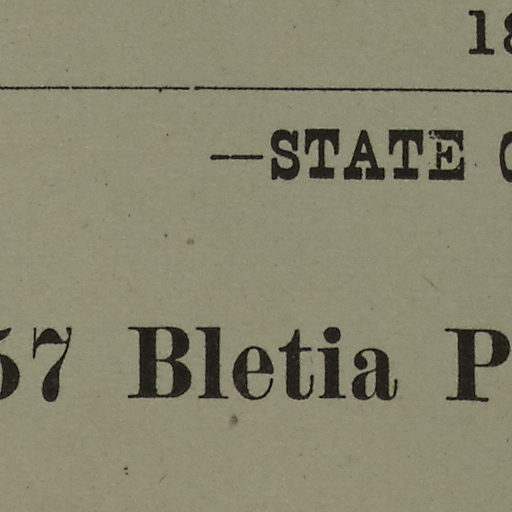 18
—STATE
57 Bletia P